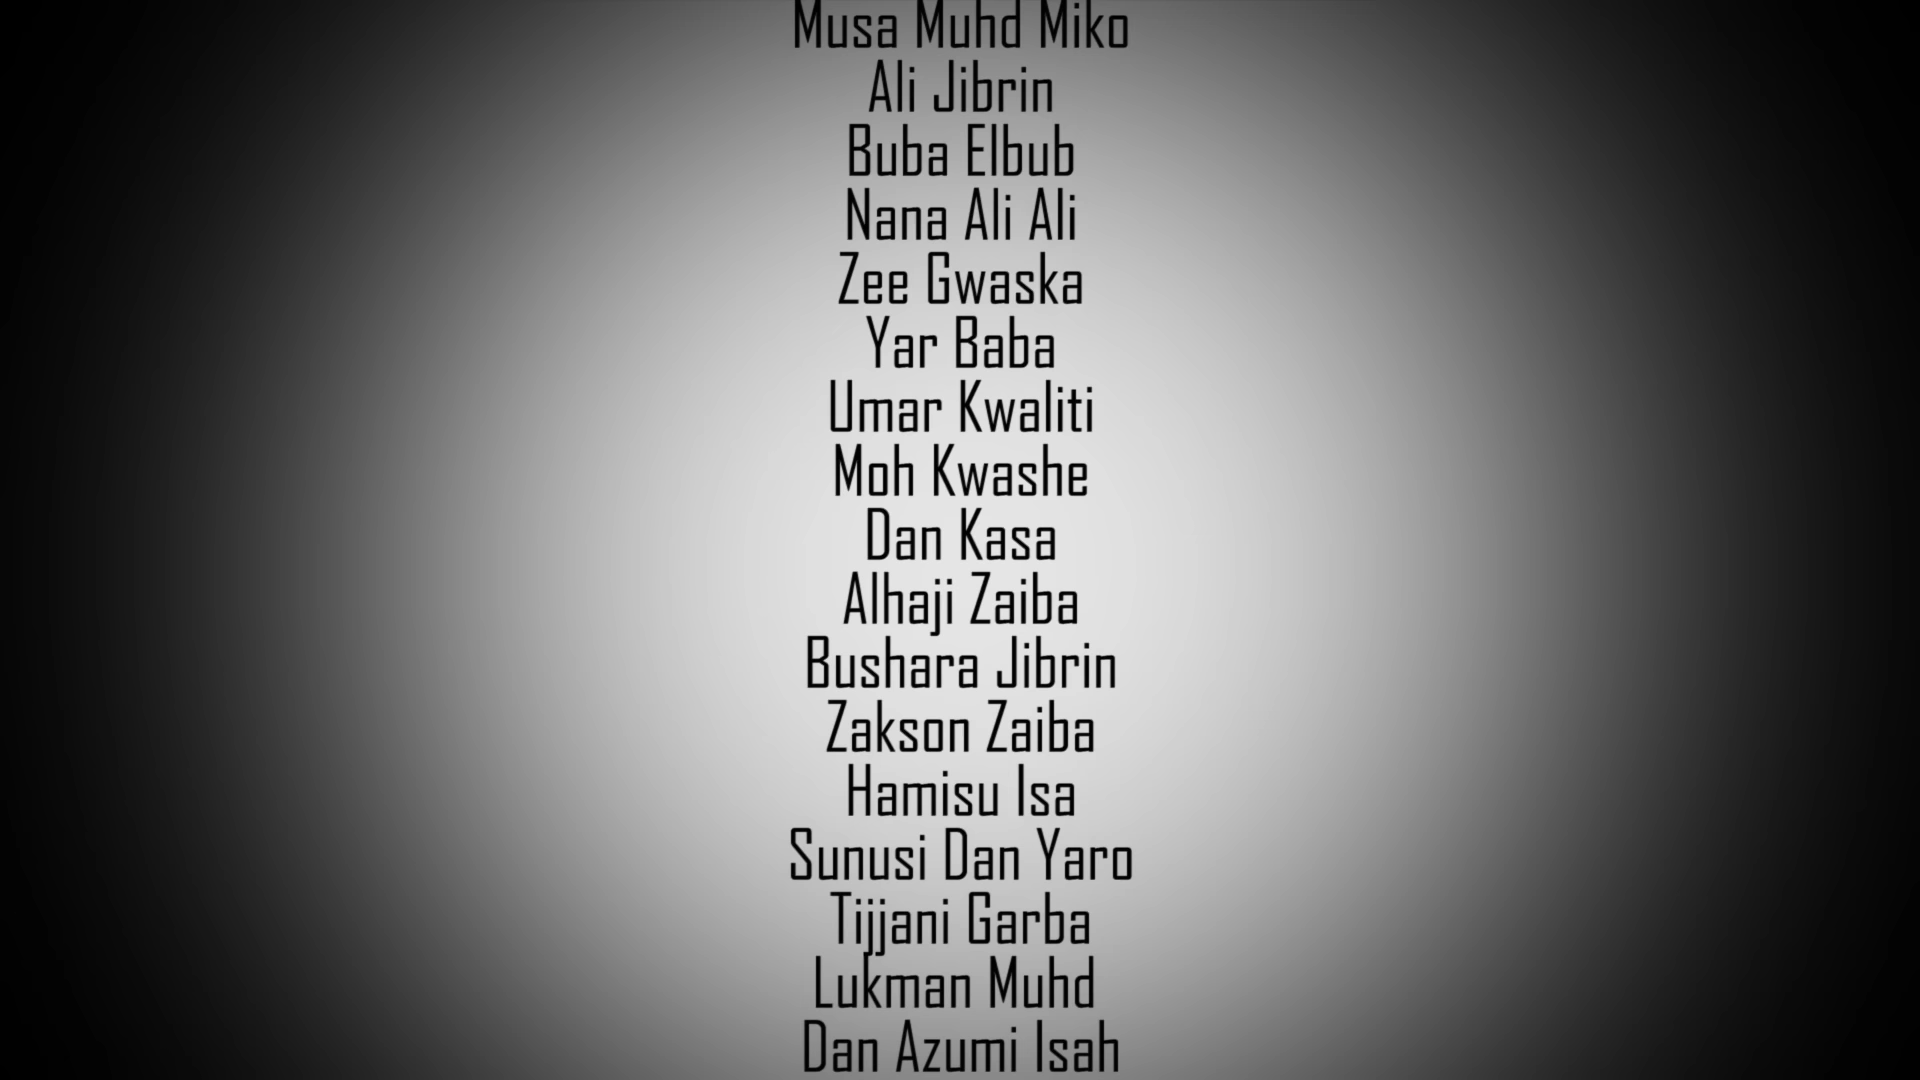 Musa Muhd Miko
Ali Jibrin
Buba Elbub
Nana Ali Ali
Zee Gwaska
Yar Baba
Umar Kwaliti
Moh Kwashe
Dan Kasa
Alhaji Zaiba
Bushara Jibrin
Zakson Zaiba
Hamisu Isa
Sunusi Dan Yaro
Tijjani Garba
Lukman Muhd
Dan Azumi Isah